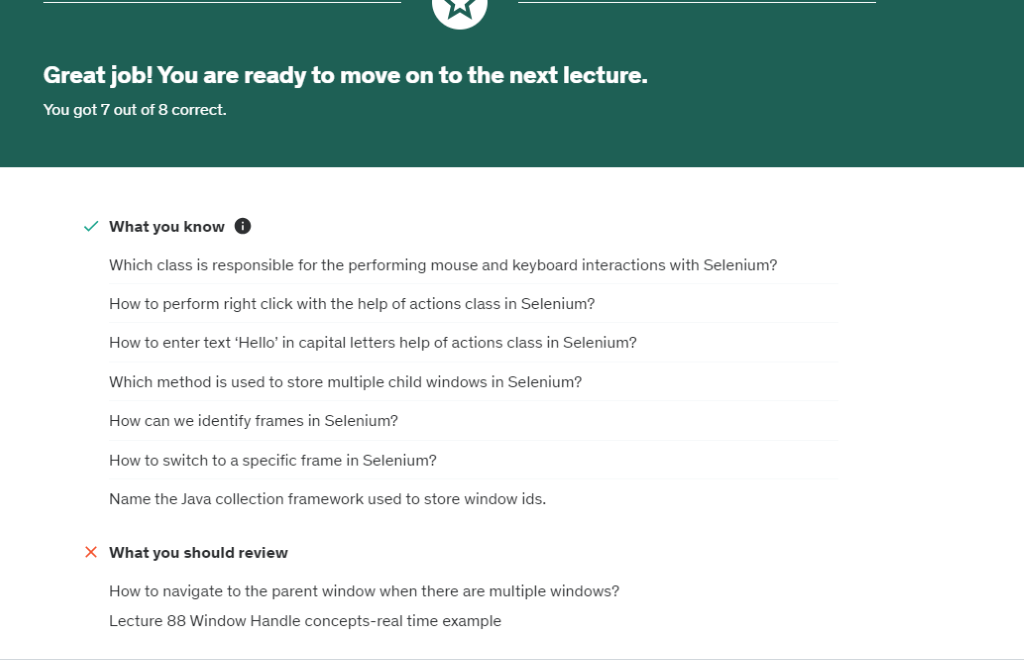 Great job! You are ready to move on to the next lecture.
You got 7 out of 8 correct.
What you know
Which class is responsible for the performing mouse and keyboard interactions with Selenium?
How to perform right click with the help of actions class in Selenium?
How to enter text ‘Hello’ in capital letters help of actions class in Selenium?
Which method is used to store multiple child windows in Selenium?
How can we identify frames in Selenium?
How to switch to a specific frame in Selenium?
Name the Java collection framework used to store window ids.
What you should review
How to navigate to the parent window when there are multiple windows?
Lecture 88 Window Handle concepts-real time example